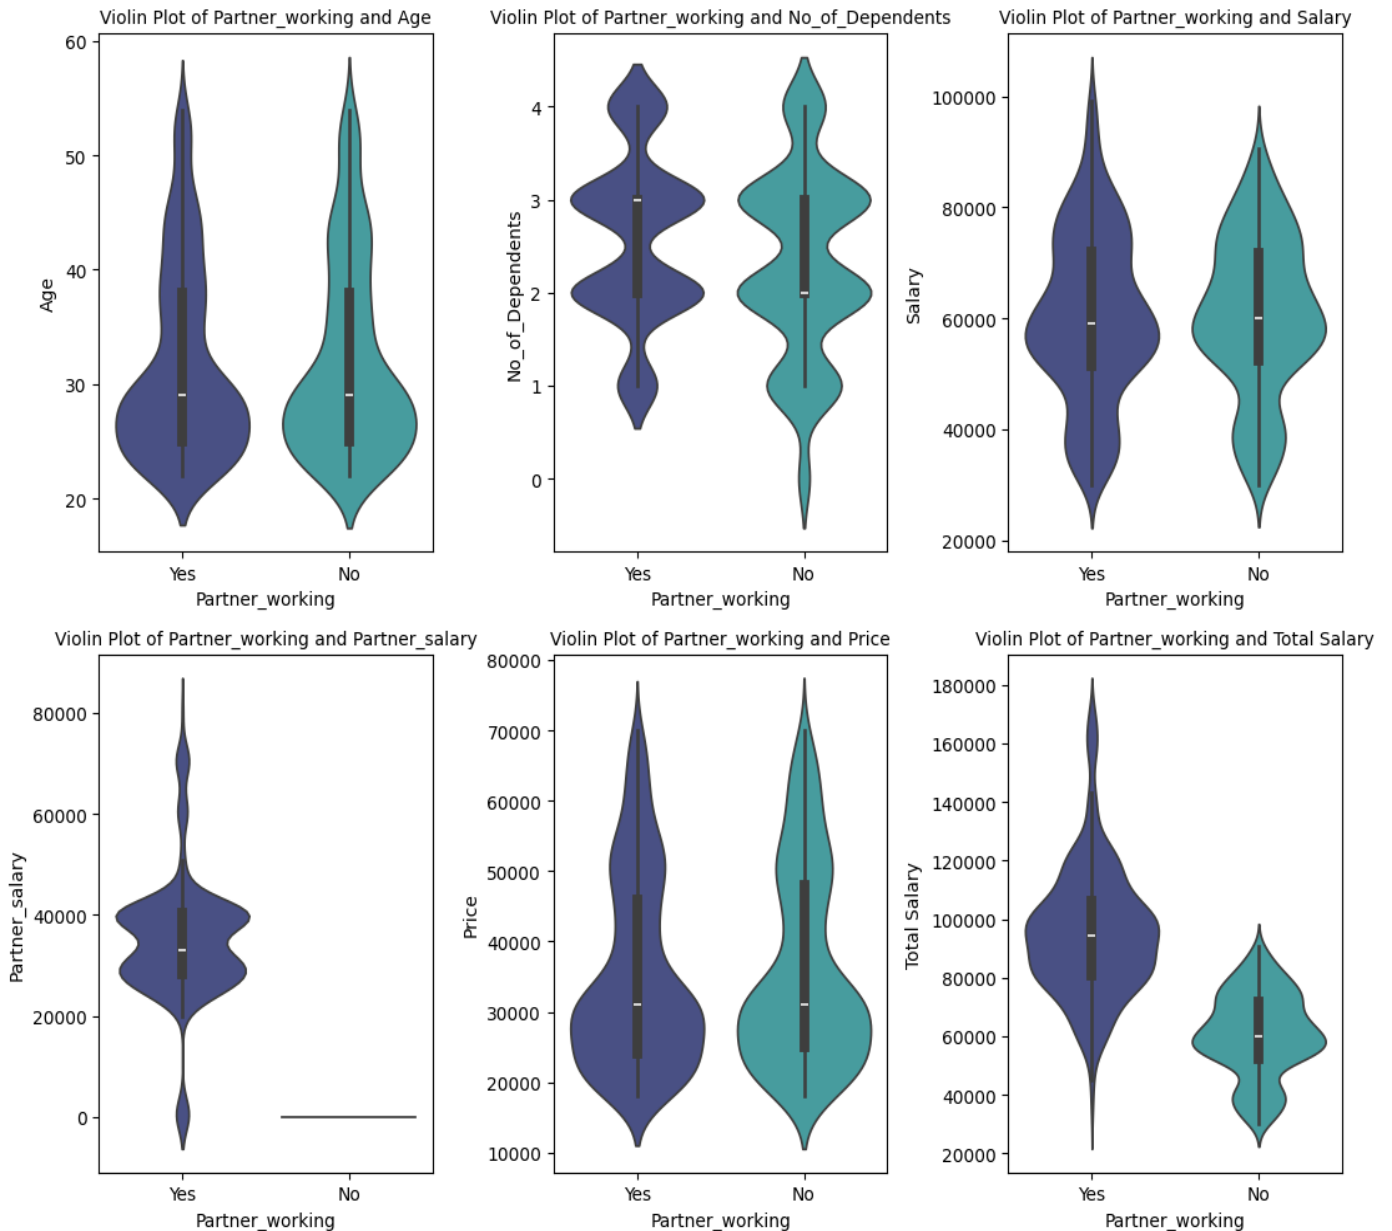 Violin Plot of Partner_working and Age
60
50
40
30
20
Age
Yes
No
Partner_working
Violin Plot of Partner_working and No_of_Dependents
4
3
2
1
0
No_of_Dependents
Yes
No
Partner_working
Violin Plot of Partner_working and Salary
100000
80000
60000
40000
20000
Salary
Yes
No
Partner_working
Violin Plot of Partner_working and Partner_salary
80000
60000
40000
20000
0
Partner_salary
Yes
No
Partner_working
Violin Plot of Partner_working and Price
80000
70000
60000
50000
40000
30000
20000
10000
Price
Yes
No
Partner_working
Violin Plot of Partner_working and Total Salary
180000
160000
140000
120000
100000
80000
60000
40000
20000
Total Salary
Yes
No
Partner_working